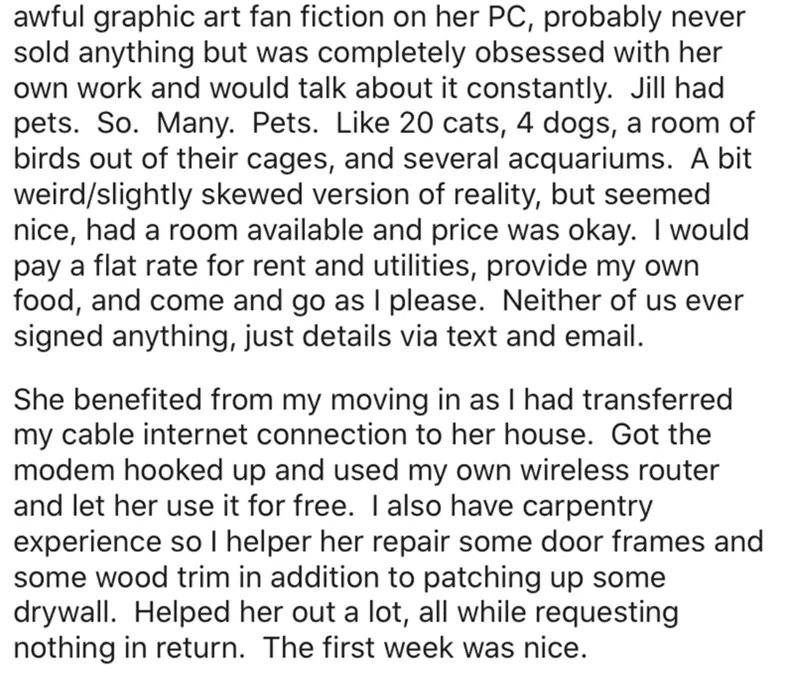 awful graphic art fan fiction on her PC, probably never
sold anything but was completely obsessed with her
own work and would talk about it constantly.  Jill had
pets.  So.  Many.  Pets.  Like 20 cats, 4 dogs, a room of
birds out of their cages, and several acquariums.  A bit
weird/slightly skewed version of reality, but seemed
nice, had a room available and price was okay.  I would
pay a flat rate for rent and utilities, provide my own
food, and come and go as I please.  Neither of us ever
signed anything, just details via text and email.
She benefited from my moving in as I had transferred
my cable internet connection to her house.  Got the
modem hooked up and used my own wireless router
and let her use it for free.  I also have carpentry
experience so I helper her repair some door frames and
some wood trim in addition to patching up some
drywall.  Helped her out a lot, all while requesting
nothing in return.  The first week was nice.